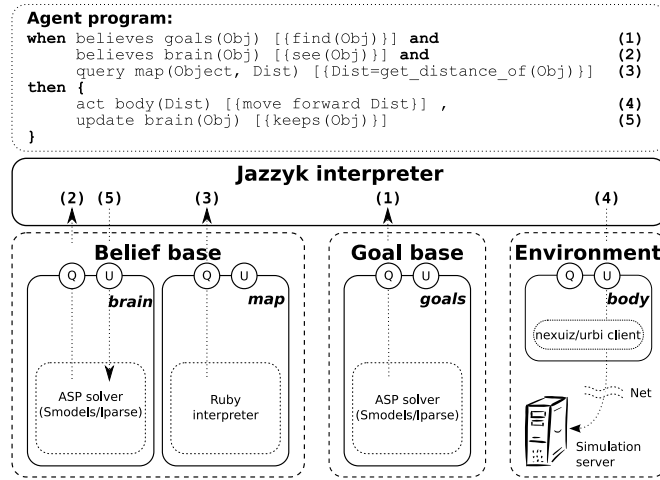 Agent program:
when believes goals(Obj) [{find(Obj)}] and (1)
believes brain(Obj) [{see(Obj)}] and (2)
query map(Object, Dist) [{Dist=get_distance_of(Obj)}] (3)
then {
act body(Dist) [{move forward Dist}] , (4)
update brain(Obj) [{keeps(Obj)}] (5)
}
Jazzyk interpreter
(2) (5) (3) (1) (4)
Belief base Goal base Environment
Q U Q U Q U Q U
brain map goals body
nexuiz/urbi client
ASP solver
(Smodels/lparse)
Ruby
interpreter
ASP solver
(Smodels/lparse)
Net
Simulation
server